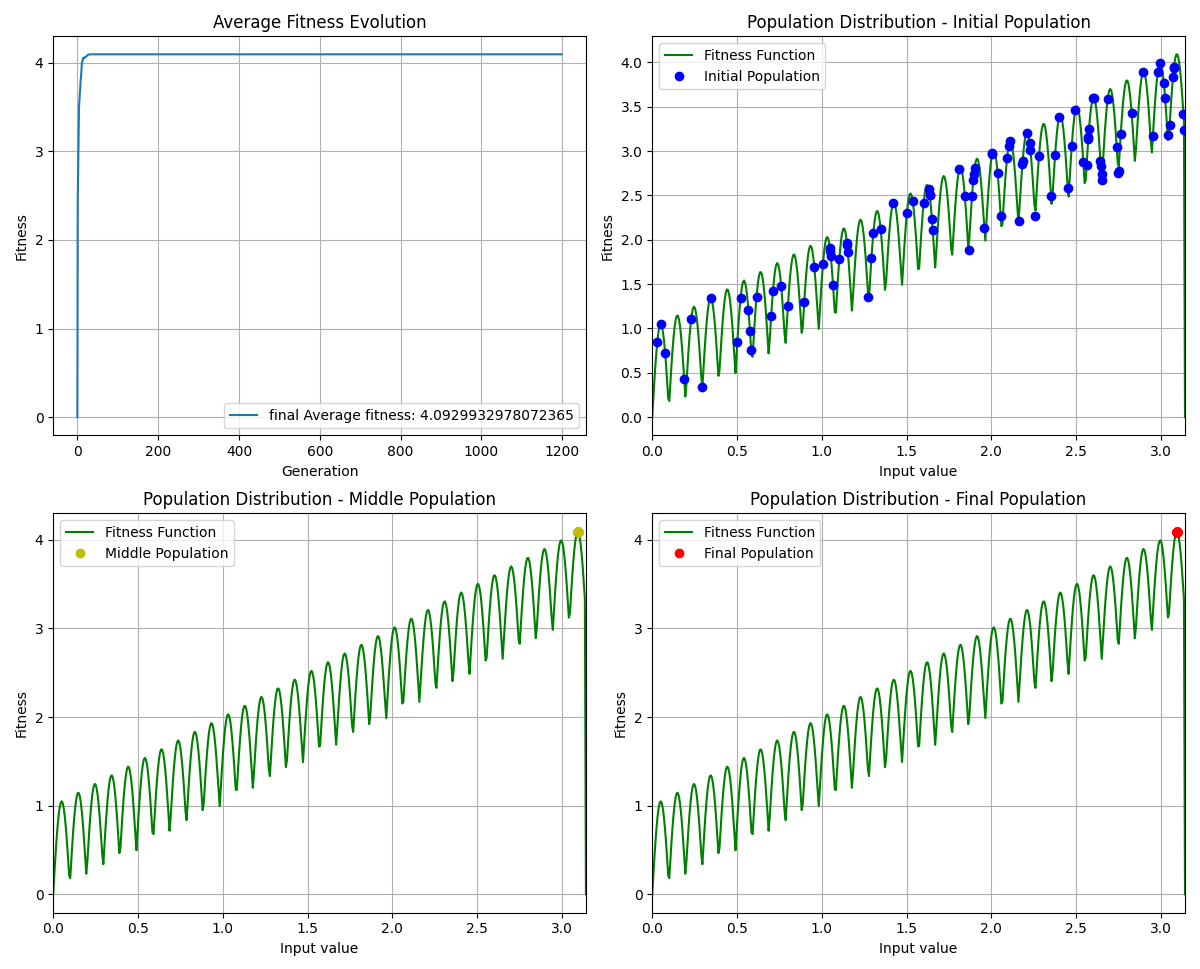 Average Fitness Evolution
Fitness
4
3
2
1
0
final Average fitness: 4.0929932978072365
0 200 400 600 800 1000 1200
Generation
Population Distribution - Initial Population
Fitness
4.0
3.5
3.0
2.5
2.0
1.5
1.0
0.5
0.0
Fitness Function
Initial Population
0.0 0.5 1.0 1.5 2.0 2.5 3.0
Input value
Population Distribution - Middle Population
Fitness
4
3
2
1
0
Fitness Function
Middle Population
0.0 0.5 1.0 1.5 2.0 2.5 3.0
Input value
Population Distribution - Final Population
Fitness
4
3
2
1
0
Fitness Function
Final Population
0.0 0.5 1.0 1.5 2.0 2.5 3.0
Input value